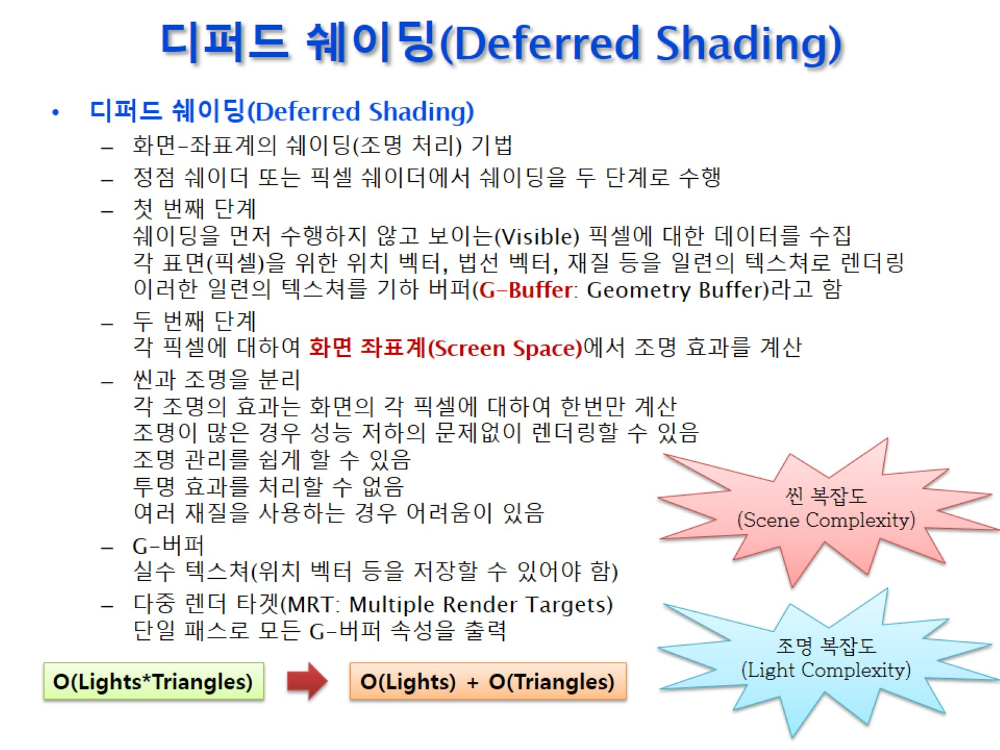 디퍼드 쉐이딩(Deferred Shading)
• 디퍼드 쉐이딩(Deferred Shading)
– 화면-좌표계의 쉐이딩(조명 처리) 기법
– 정점 쉐이더 또는 픽셀 쉐이더에서 쉐이딩을 두 단계로 수행
– 첫 번째 단계
쉐이딩을 먼저 수행하지 않고 보이는(Visible) 픽셀에 대한 데이터를 수집
각 표면(픽셀)을 위한 위치 벡터, 법선 벡터, 재질 등을 일련의 텍스쳐로 렌더링
이러한 일련의 텍스쳐를 기하 버퍼(G-Buffer: Geometry Buffer)라고 함
– 두 번째 단계
각 픽셀에 대하여 화면 좌표계(Screen Space)에서 조명 효과를 계산
– 씬과 조명을 분리
각 조명의 효과는 화면의 각 픽셀에 대하여 한번만 계산
조명이 많은 경우 성능 저하의 문제없이 렌더링할 수 있음
조명 관리를 쉽게 할 수 있음
투명 효과를 처리할 수 없음
여러 재질을 사용하는 경우 어려움이 있음
– G-버퍼
실수 텍스쳐(위치 벡터 등을 저장할 수 있어야 함)
– 다중 렌더 타겟(MRT: Multiple Render Targets)
단일 패스로 모든 G-버퍼 속성을 출력
O(Lights*Triangles)
O(Lights) + O(Triangles)
씬 복잡도
(Scene Complexity)
조명 복잡도
(Light Complexity)